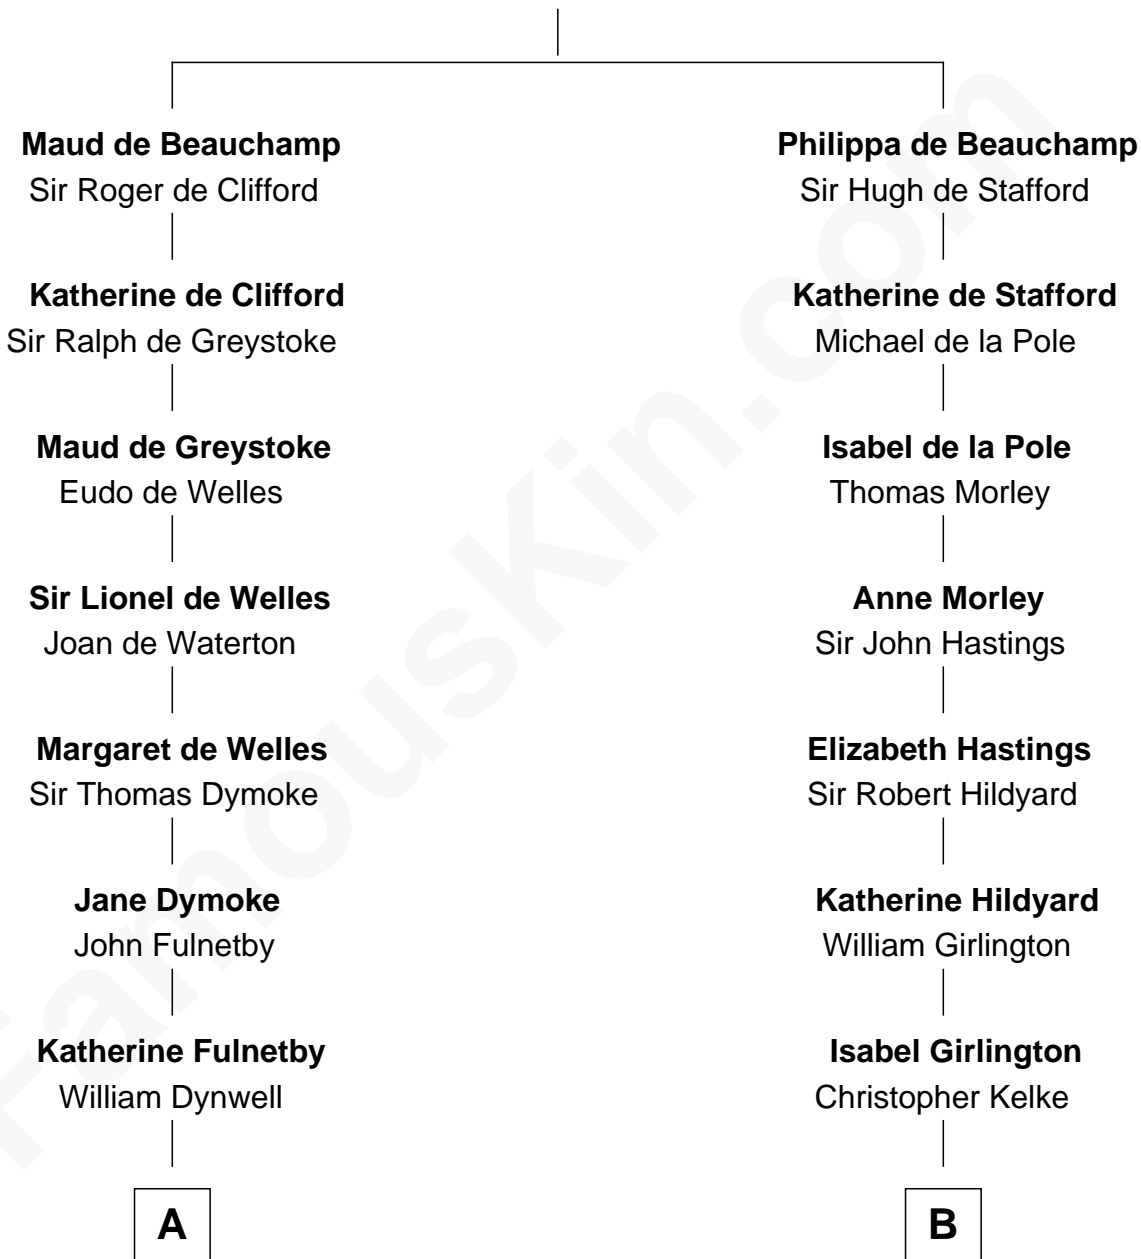 Maud de Beauchamp
Sir Roger de Clifford
Philippa de Beauchamp
Sir Hugh de Stafford
Katherine de Clifford
Sir Ralph de Greystoke
Katherine de Stafford
Michael de la Pole
Maud de Greystoke
Eudo de Welles
Isabel de la Pole
Thomas Morley
Sir Lionel de Welles
Joan de Waterton
Anne Morley
Sir John Hastings
Margaret de Welles
Sir Thomas Dymoke
Elizabeth Hastings
Sir Robert Hildyard
Jane Dymoke
John Fulnetby
Katherine Hildyard
William Girlington
Katherine Fulnetby
William Dynwell
Isabel Girlington
Christopher Kelke
A
B
FamousKin.com